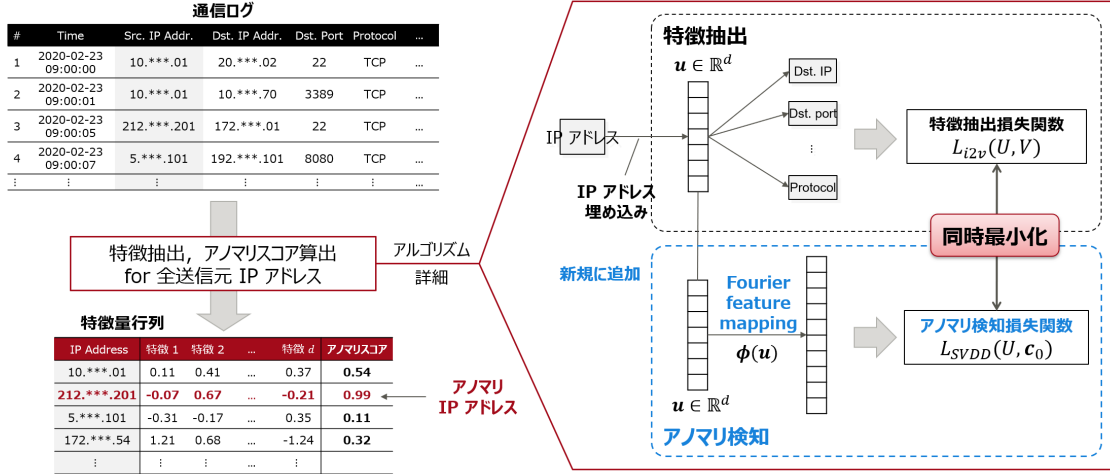 通信ログ
# Time Src. IP Addr. Dst. IP Addr. Dst. Port Protocol …
1 2020-02-23 09:00:00 10.***.01 20.***.02 22 TCP …
2 2020-02-23 09:00:01 10.***.01 10.***.70 3389 TCP …
3 2020-02-23 09:00:05 212.***.201 172.***.01 22 TCP …
4 2020-02-23 09:00:07 5.***.101 192.***.101 8080 TCP …
⋮ ⋮ ⋮ ⋮ ⋮ ⋮ …
特徴抽出，アノマリスコア算出
for 全送信元 IP アドレス
アルゴリズム
詳細
特徴量行列
IP Address 特徴 1 特徴 2 … 特徴 d アノマリスコア
10.***.01 0.11 0.41 … 0.37 0.54
212.***.201 -0.07 0.67 … -0.21 0.99
5.***.101 -0.31 -0.17 … 0.35 0.11
172.***.54 1.21 0.68 … -1.24 0.32
⋮ ⋮ ⋮ … ⋮
アノマリ
IP アドレス
特徴抽出
u ∈ ℝ^d
IP アドレス
IP アドレス
埋め込み
Dst. IP
Dst. port
⋮
Protocol
特徴抽出損失関数
L_{i2v}(U, V)
同時最小化
新規に追加
Fourier
feature
mapping
ϕ(u)
u ∈ ℝ^d
アノマリ検知損失関数
L_{SVDD}(U, c_0)
アノマリ検知